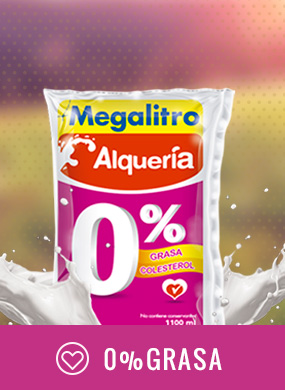 Megalitro
Alquería
0%
GRASA
COLESTEROL
No contiene conservantes
1100 ml
0%GRASA